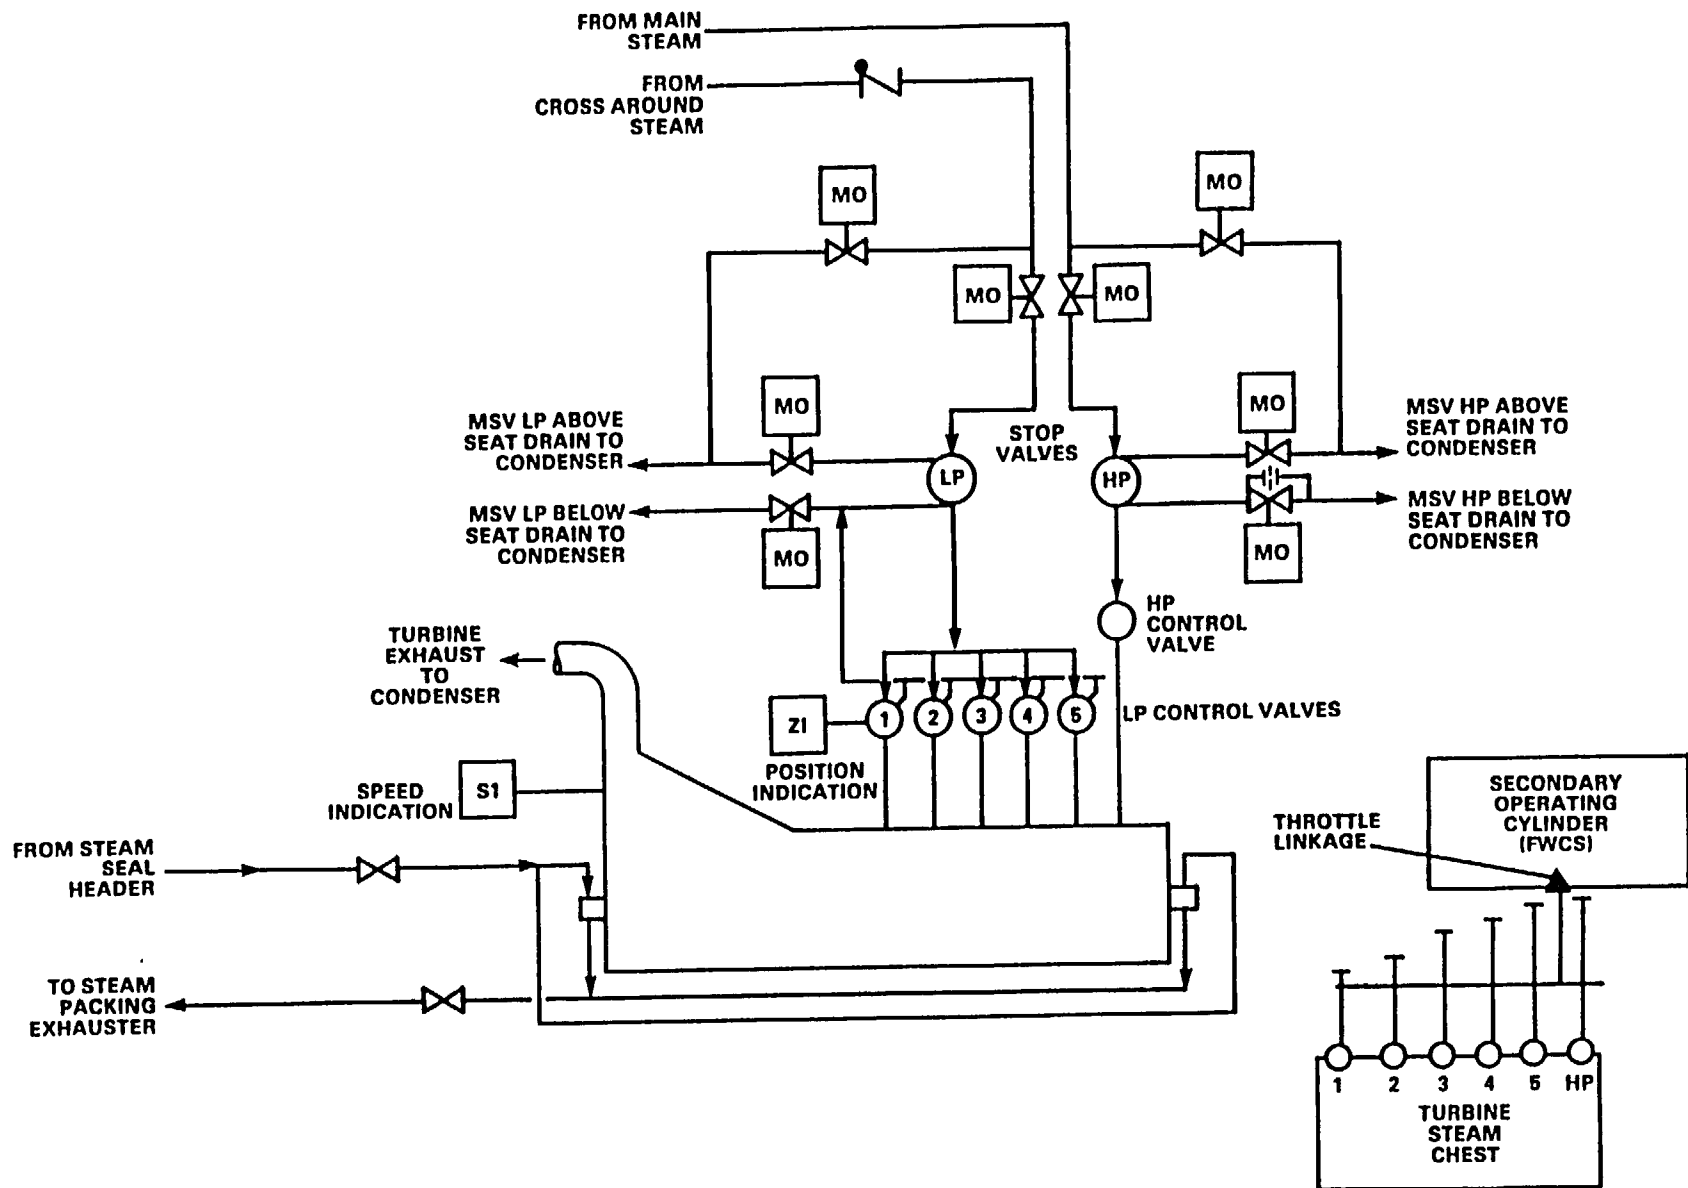 FROM MAIN
STEAM
FROM
CROSS AROUND
STEAM
MO
MO
MO
MO
MO
MO
MSV LP ABOVE
SEAT DRAIN TO
CONDENSER
LP
STOP
VALVES
HP
MSV HP ABOVE
SEAT DRAIN TO
CONDENSER
MSV LP BELOW
SEAT DRAIN TO
CONDENSER
MO
MO
MSV HP BELOW
SEAT DRAIN TO
CONDENSER
HP
CONTROL
VALVE
TURBINE
EXHAUST
TO
CONDENSER
ZI
1
2
3
4
5
LP CONTROL VALVES
POSITION
INDICATION
SPEED
INDICATION
S1
SECONDARY
OPERATING
CYLINDER
(FWCS)
THROTTLE
LINKAGE
FROM STEAM
SEAL
HEADER
TO STEAM
PACKING
EXHAUSTER
1
2
3
4
5
HP
TURBINE
STEAM
CHEST